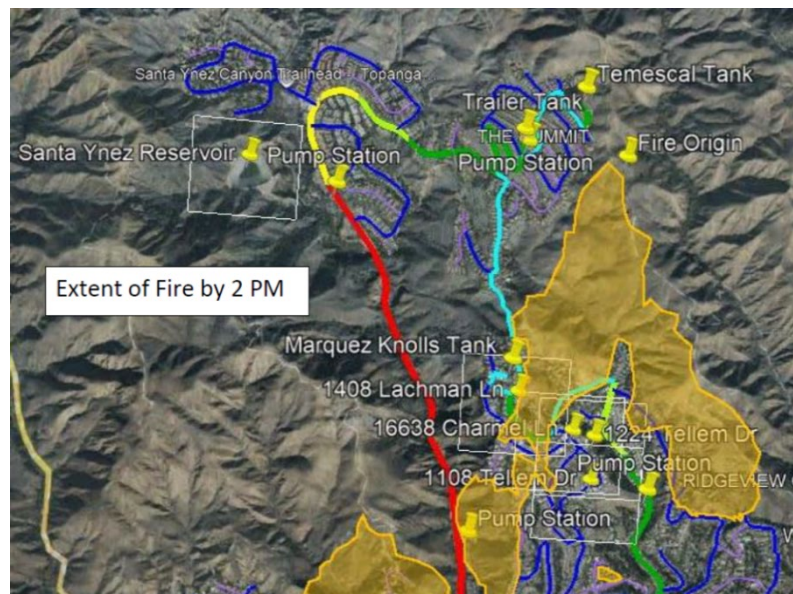 Santa Ynez Canyon Trailhead - Topanga
Temescal Tank
Trailer Tank
THE SUMMIT
Fire Origin
Santa Ynez Reservoir
Pump Station
Pump Station
Extent of Fire by 2 PM
Marquez Knolls Tank
1408 Lachman Ln
16638 Charmel Ln
1224 Tellem Dr
Pump Station
1108 Tellem Dr
RIDGEVIEW
Pump Station